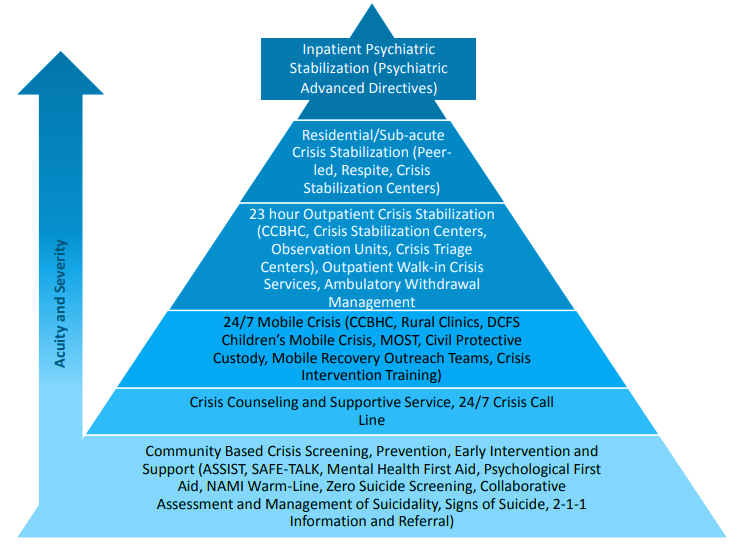 Inpatient Psychiatric
Stabilization (Psychiatric
Advanced Directives)
Residential/Sub-acute
Crisis Stabilization (Peer-
led, Respite, Crisis
Stabilization Centers)
23 hour Outpatient Crisis Stabilization
(CCBHC, Crisis Stabilization Centers,
Observation Units, Crisis Triage
Centers), Outpatient Walk-in Crisis
Services, Ambulatory Withdrawal
Management
24/7 Mobile Crisis (CCBHC, Rural Clinics, DCFS
Children's Mobile Crisis, MOST, Civil Protective
Custody, Mobile Recovery Outreach Teams, Crisis
Intervention Training)
Crisis Counseling and Supportive Service, 24/7 Crisis Call
Line
Community Based Crisis Screening, Prevention, Early Intervention and
Support (ASSIST, SAFE-TALK, Mental Health First Aid, Psychological First
Aid, NAMI Warm-Line, Zero Suicide Screening, Collaborative
Assessment and Management of Suicidality, Signs of Suicide, 2-1-1
Information and Referral)
Acuity and Severity